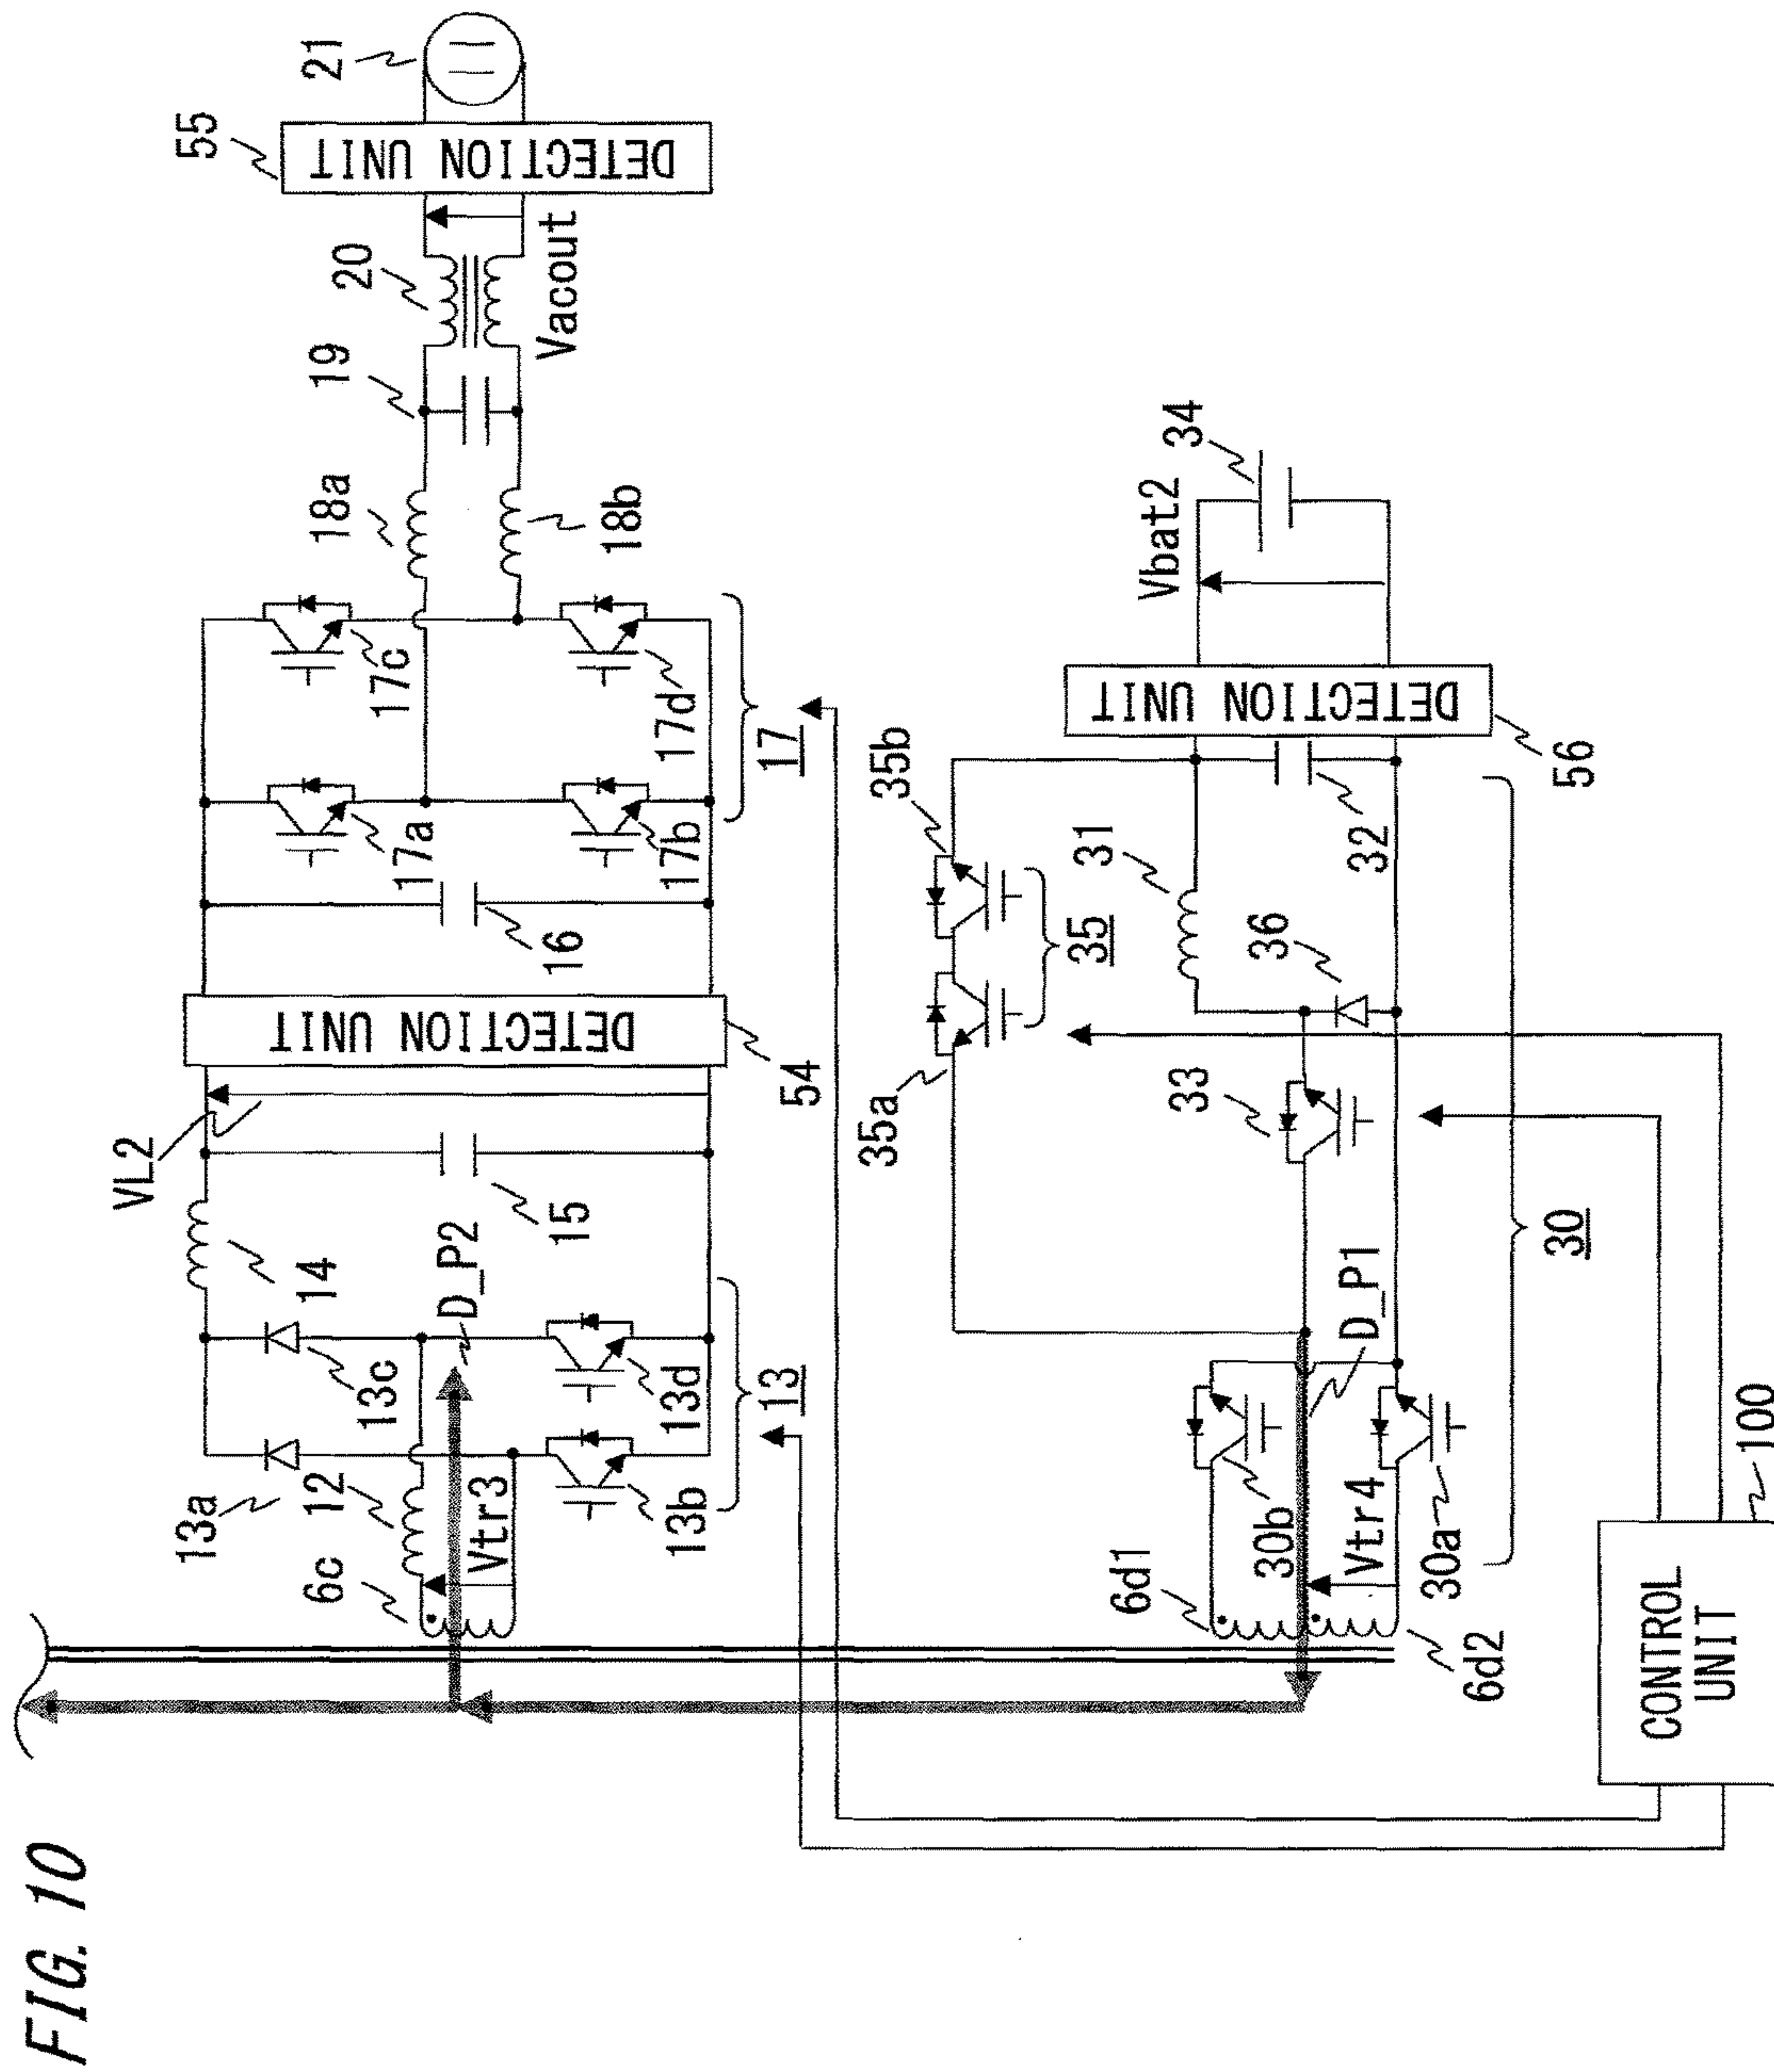 FIG. 10
21
55
DETECTION UNIT
20
Vacout
19
18a
18b
17c
17d
17a
17b
17
16
DETECTION UNIT
54
VL2
15
14
D_P2
13c
13d
13
13a
12
Vtr3
13b
6c
34
Vbat2
DETECTION UNIT
56
35b
35
35a
31
32
36
33
30
D_P1
30b
Vtr4
30a
6d1
6d2
100
CONTROL
UNIT